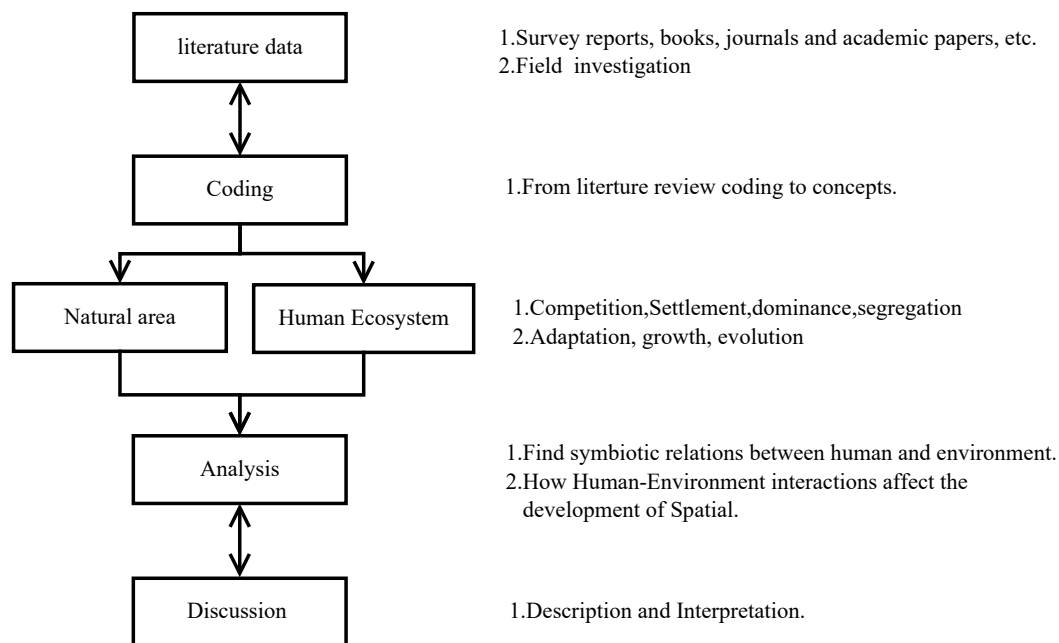 literature data
1.Survey reports, books, journals and academic papers, etc.
2.Field investigation
Coding
1.From literture review coding to concepts.
Natural area
Human Ecosystem
1.Competition,Settlement,dominance,segregation
2.Adaptation, growth, evolution
Analysis
1.Find symbiotic relations between human and environment.
2.How Human-Environment interactions affect the
development of Spatial.
Discussion
1.Description and Interpretation.